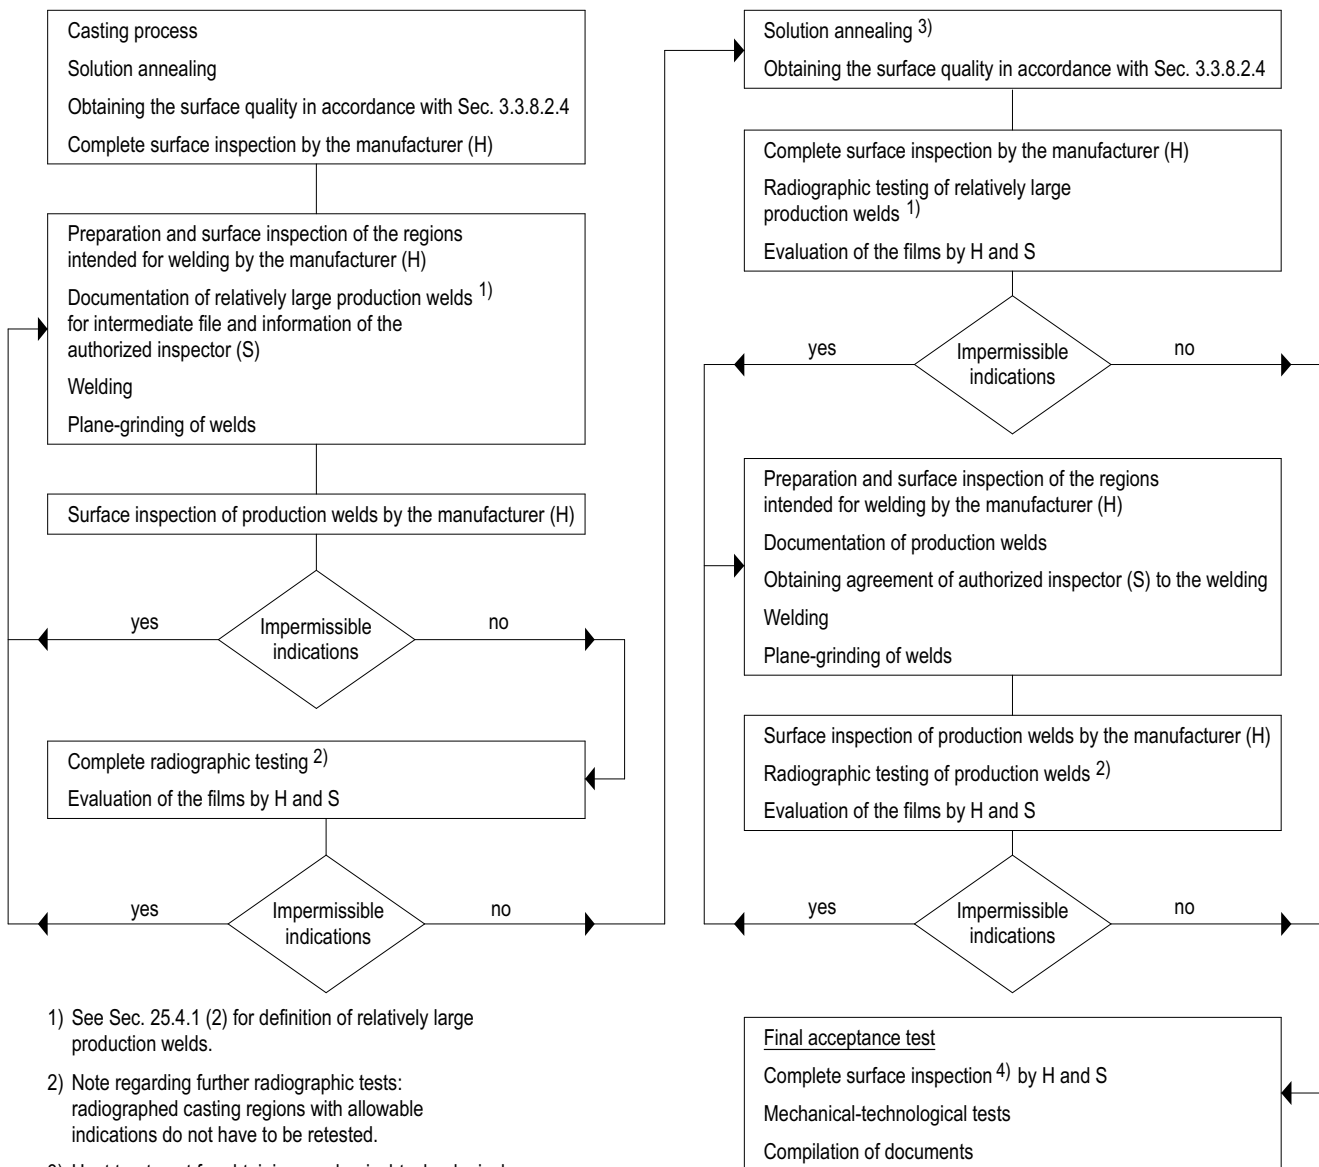 Casting process
Solution annealing
Obtaining the surface quality in accordance with Sec. 3.3.8.2.4
Complete surface inspection by the manufacturer (H)
Preparation and surface inspection of the regions
intended for welding by the manufacturer (H)
Documentation of relatively large production welds 1)
for intermediate file and information of the
authorized inspector (S)
Welding
Plane-grinding of welds
Surface inspection of production welds by the manufacturer (H)
yes
Impermissible
indications
no
Complete radiographic testing 2)
Evaluation of the films by H and S
yes
Impermissible
indications
no
1) See Sec. 25.4.1 (2) for definition of relatively large
production welds.
2) Note regarding further radiographic tests:
radiographed casting regions with allowable
indications do not have to be retested.
Solution annealing 3)
Obtaining the surface quality in accordance with Sec. 3.3.8.2.4
Complete surface inspection by the manufacturer (H)
Radiographic testing of relatively large
production welds 1)
Evaluation of the films by H and S
yes
Impermissible
indications
no
Preparation and surface inspection of the regions
intended for welding by the manufacturer (H)
Documentation of production welds
Obtaining agreement of authorized inspector (S) to the welding
Welding
Plane-grinding of welds
Surface inspection of production welds by the manufacturer (H)
Radiographic testing of production welds 2)
Evaluation of the films by H and S
yes
Impermissible
indications
no
Final acceptance test
Complete surface inspection 4) by H and S
Mechanical-technological tests
Compilation of documents